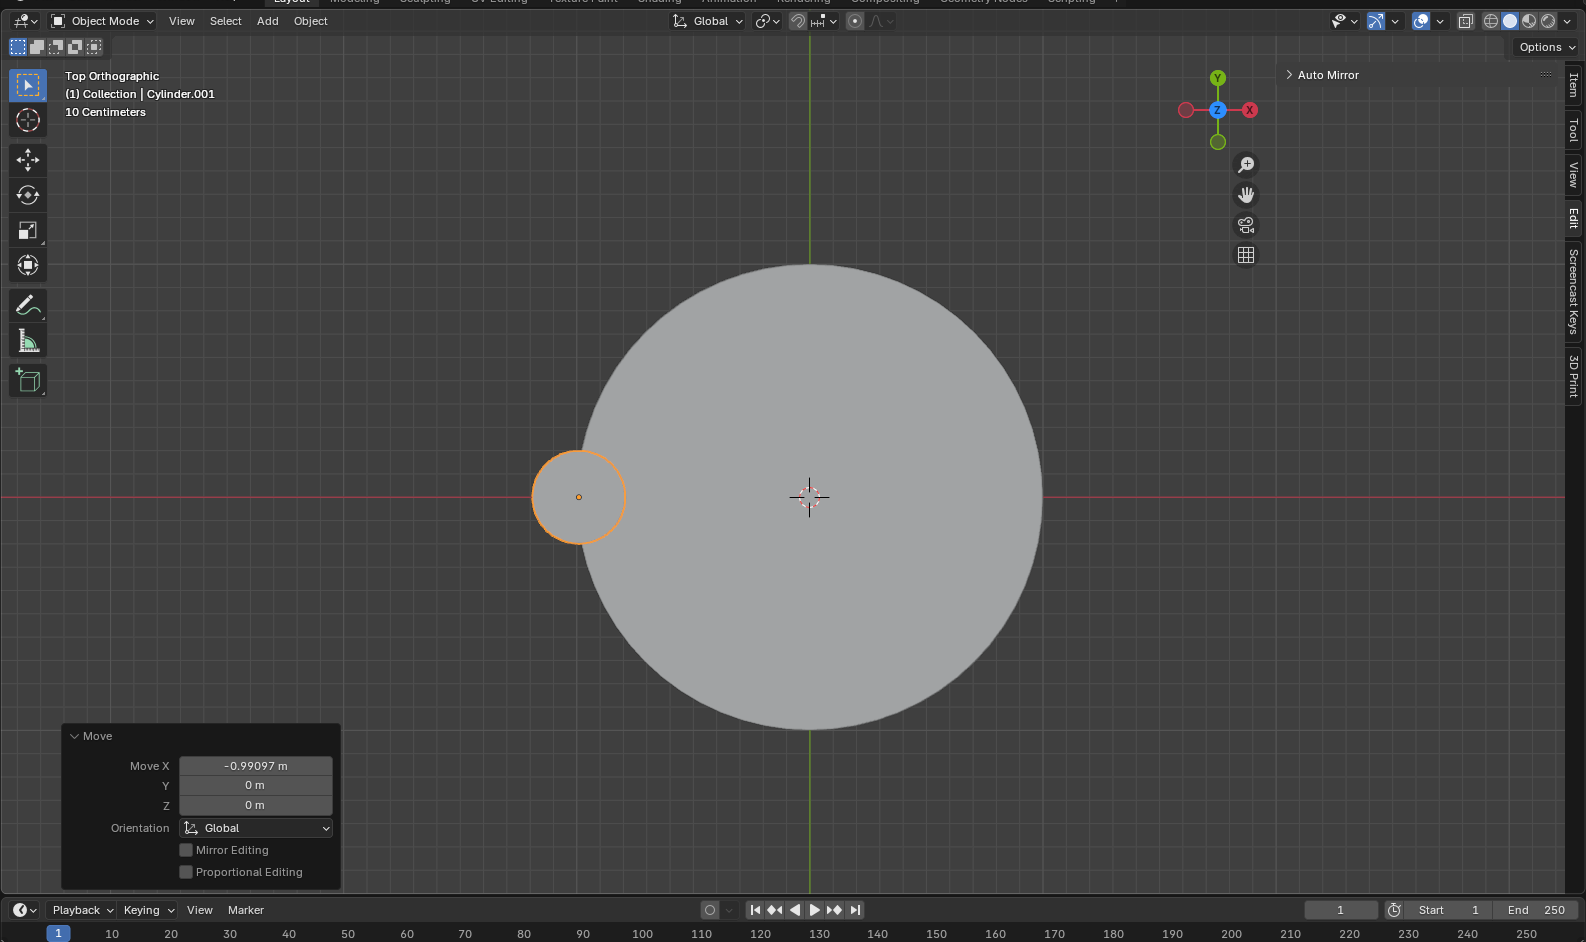 Object Mode
View
Select
Add
Object
Global
Options
Top Orthographic
(1) Collection | Cylinder.001
10 Centimeters
Y
Z
X
Auto Mirror
Item
Tool
View
Edit
Screencast Keys
3D Print
Move
Move X -0.99097 m
Y 0 m
Z 0 m
Orientation Global
Mirror Editing
Proportional Editing
Playback
Keying
View
Marker
1
Start 1
End 250
1 10 20 30 40 50 60 70 80 90 100 110 120 130 140 150 160 170 180 190 200 210 220 230 240 250